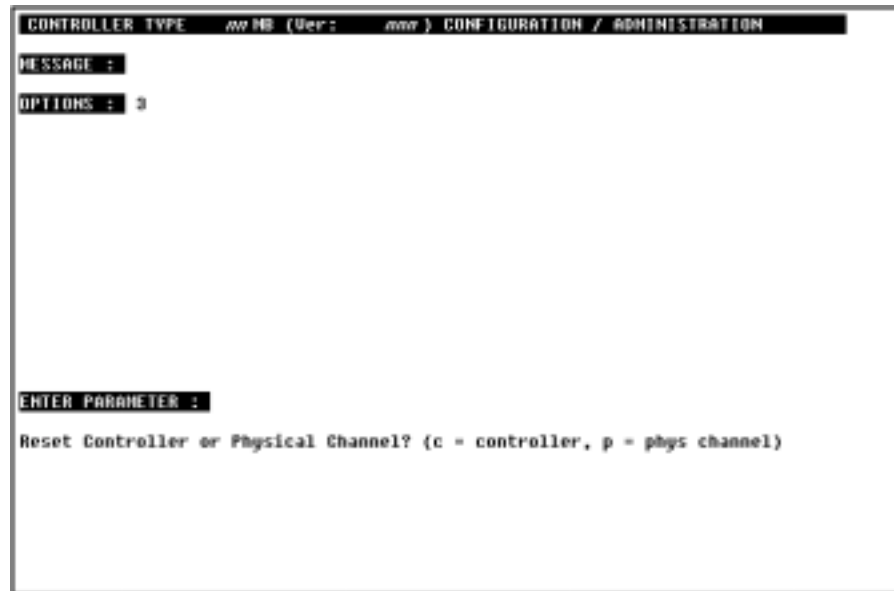 CONTROLLER TYPE nn MB (Ver: nnn) CONFIGURATION / ADMINISTRATION
MESSAGE :
OPTIONS : 3
ENTER PARAMETER :
Reset Controller or Physical Channel? (c = controller, p = phys channel)